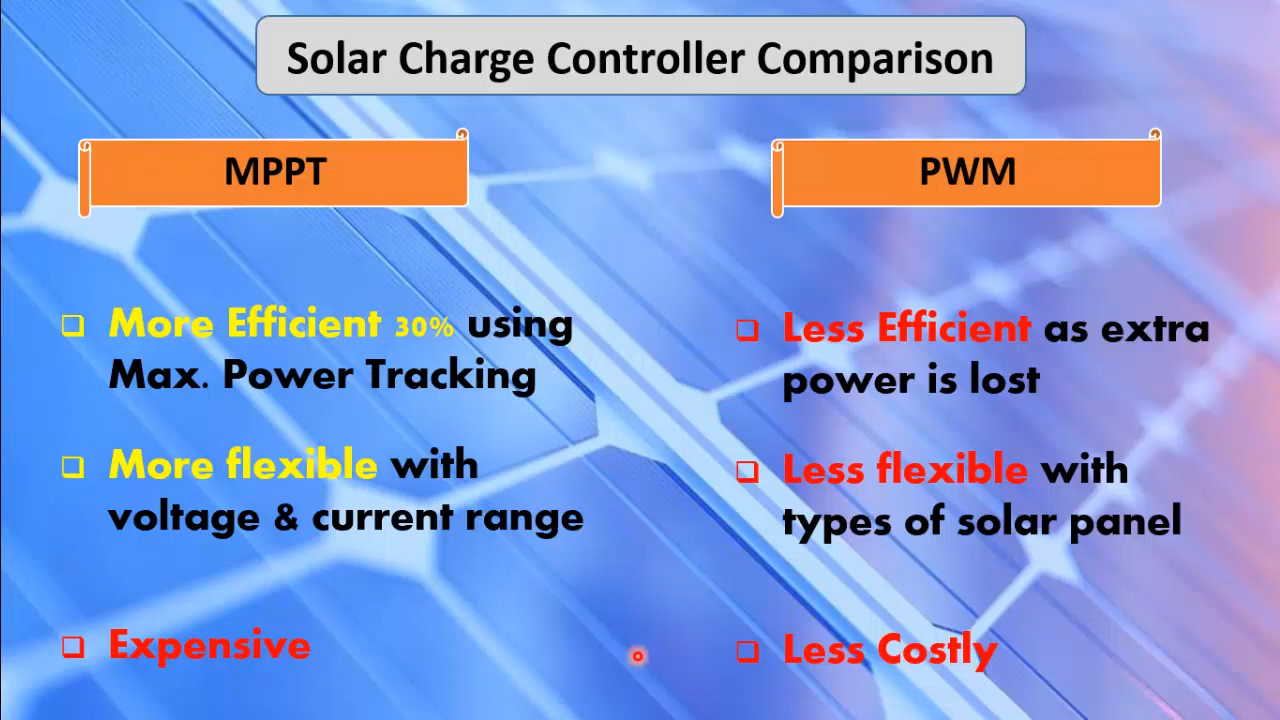 Solar Charge Controller Comparison
MPPT
More Efficient 30% using
Max. Power Tracking
More flexible with
voltage & current range
Expensive
PWM
Less Efficient as extra
power is lost
Less flexible with
types of solar panel
Less Costly